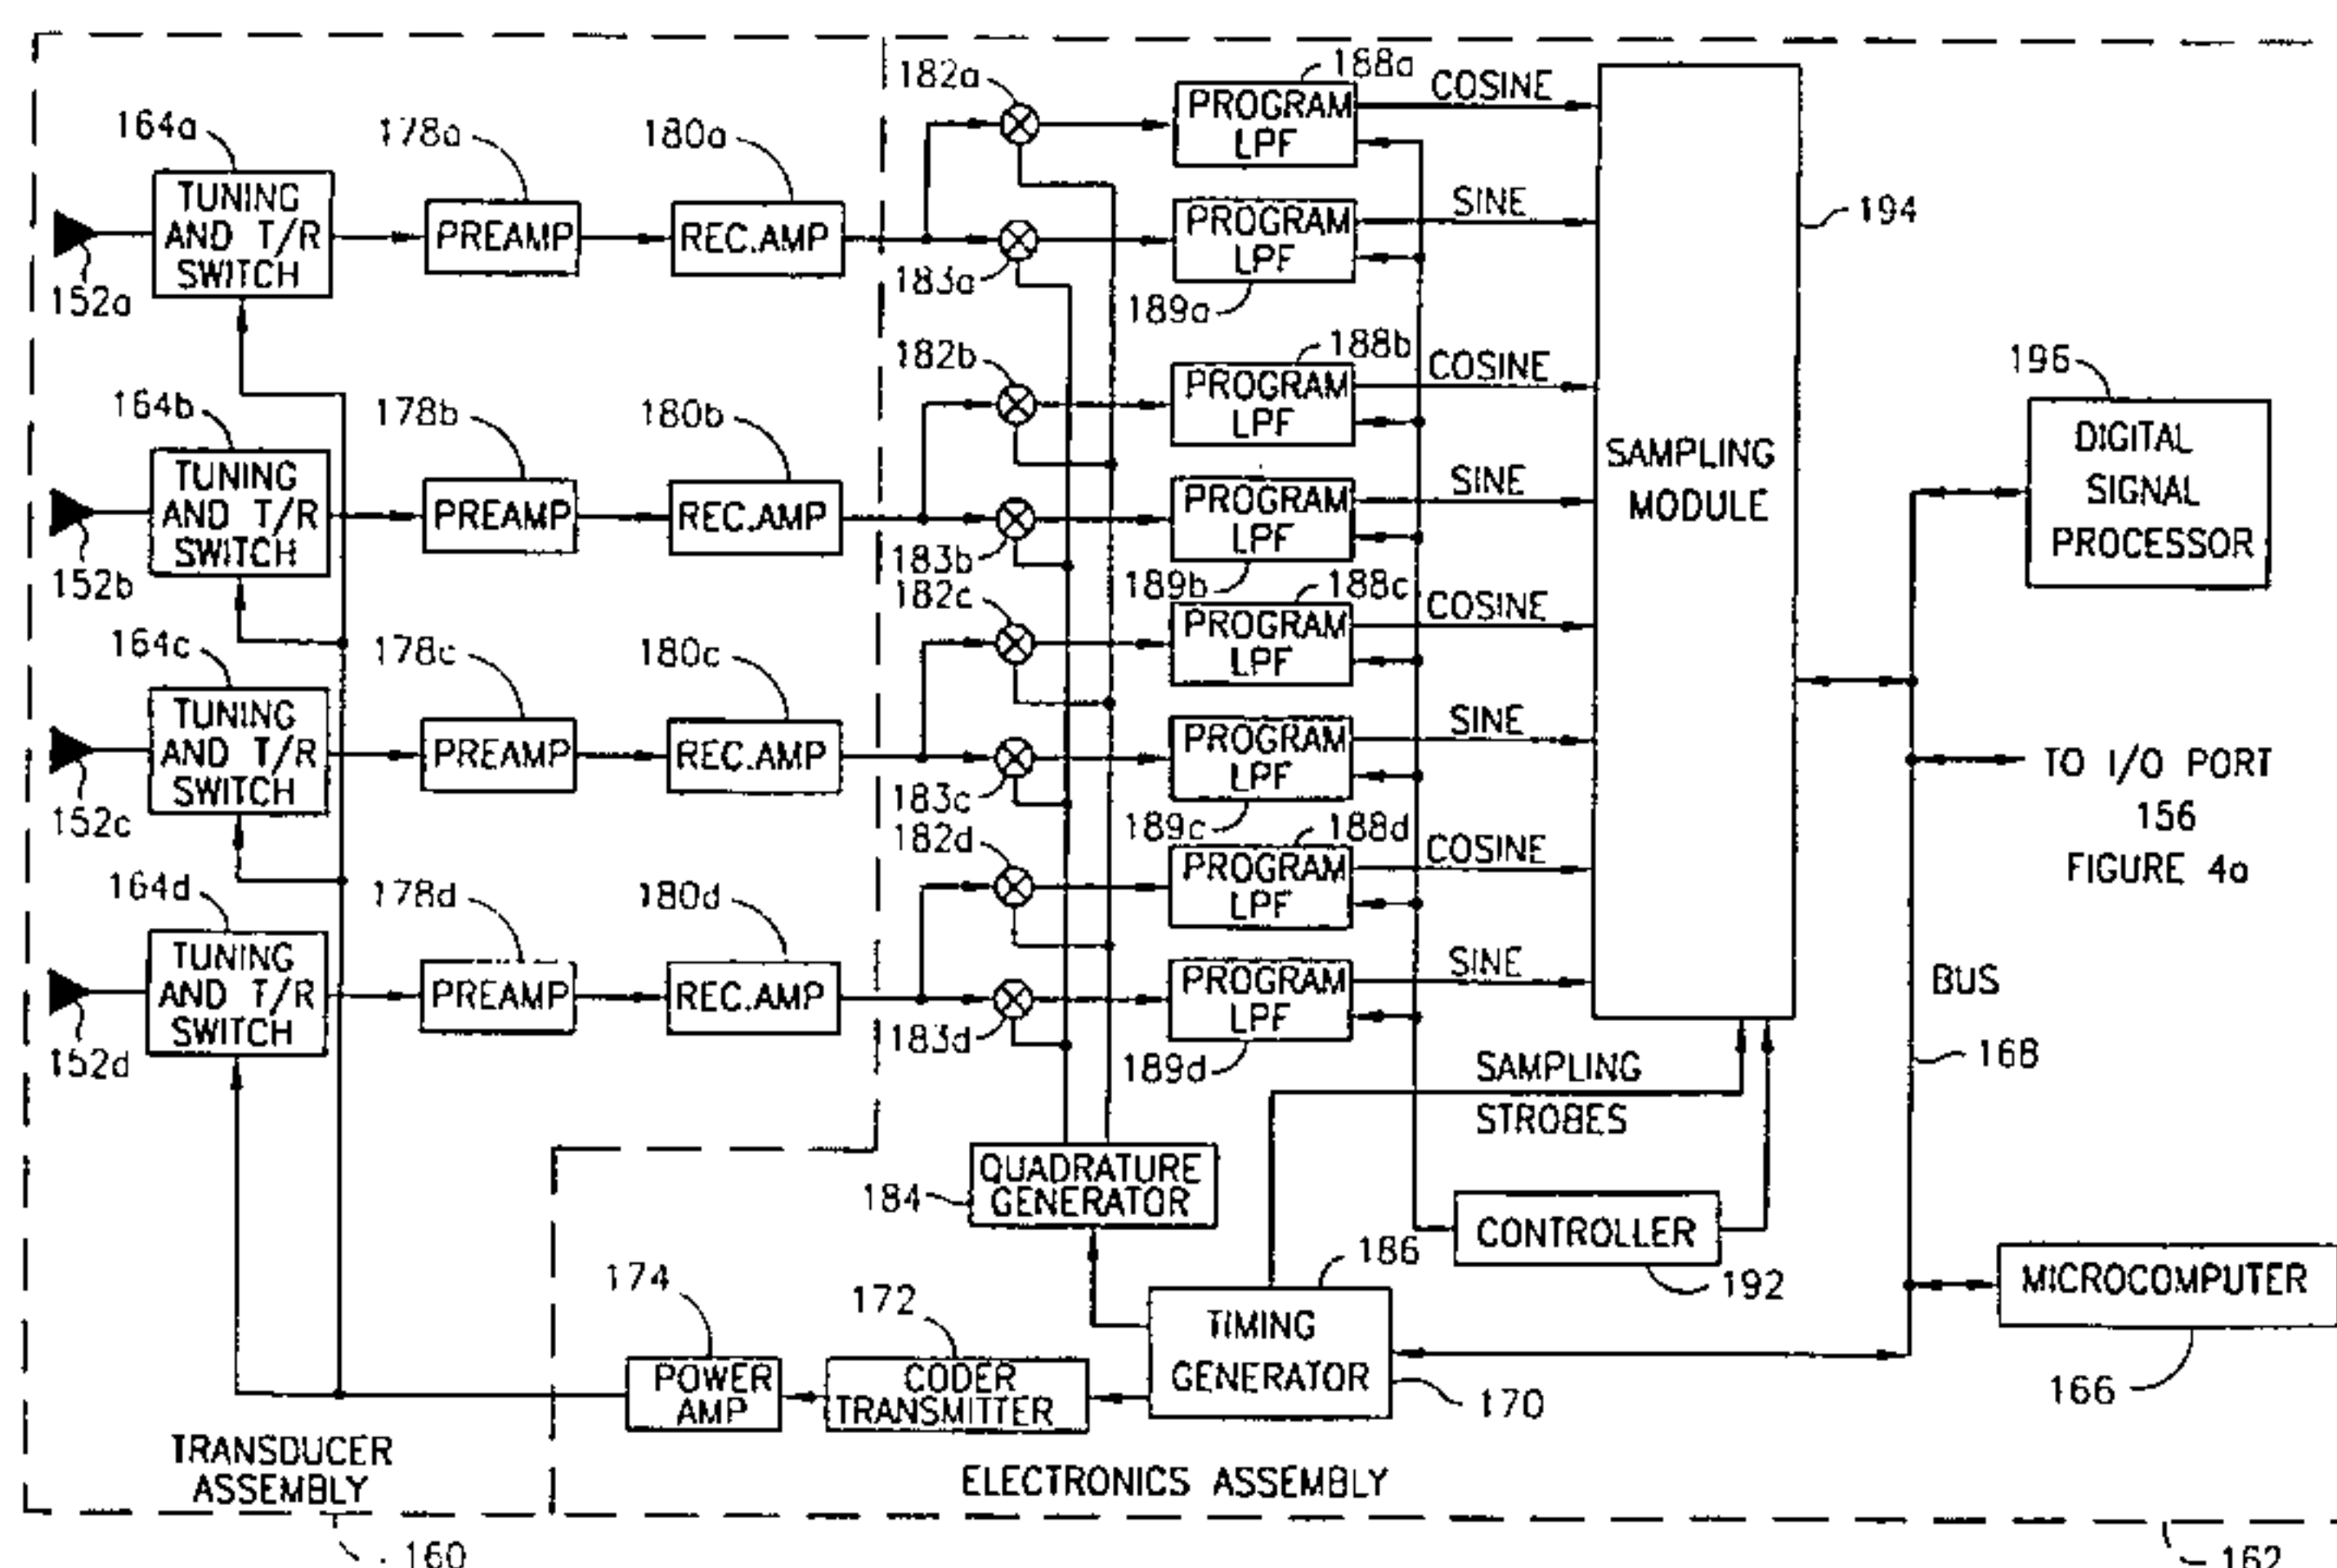 182a
188a
COSINE
PROGRAM
LPF
164a
178a
180a
TUNING
AND T/R
SWITCH
PREAMP
REC.AMP
SINE
PROGRAM
LPF
194
152a
183a
189a
182b
188b
COSINE
PROGRAM
LPF
196
164b
178b
180b
TUNING
AND T/R
SWITCH
PREAMP
REC.AMP
SINE
PROGRAM
LPF
SAMPLING
MODULE
DIGITAL
SIGNAL
PROCESSOR
152b
183b
189b
182c
188c
COSINE
PROGRAM
LPF
164c
178c
180c
TUNING
AND T/R
SWITCH
PREAMP
REC.AMP
SINE
PROGRAM
LPF
TO I/O PORT
156
FIGURE 4a
152c
183c
189c
182d
188d
COSINE
PROGRAM
LPF
164d
178d
180d
TUNING
AND T/R
SWITCH
PREAMP
REC.AMP
SINE
PROGRAM
LPF
BUS
152d
183d
189d
168
SAMPLING
STROBES
QUADRATURE
GENERATOR
184
CONTROLLER
192
186
174
172
TIMING
GENERATOR
170
MICROCOMPUTER
166
POWER
AMP
CODER
TRANSMITTER
TRANSDUCER
ASSEMBLY
ELECTRONICS ASSEMBLY
160
162